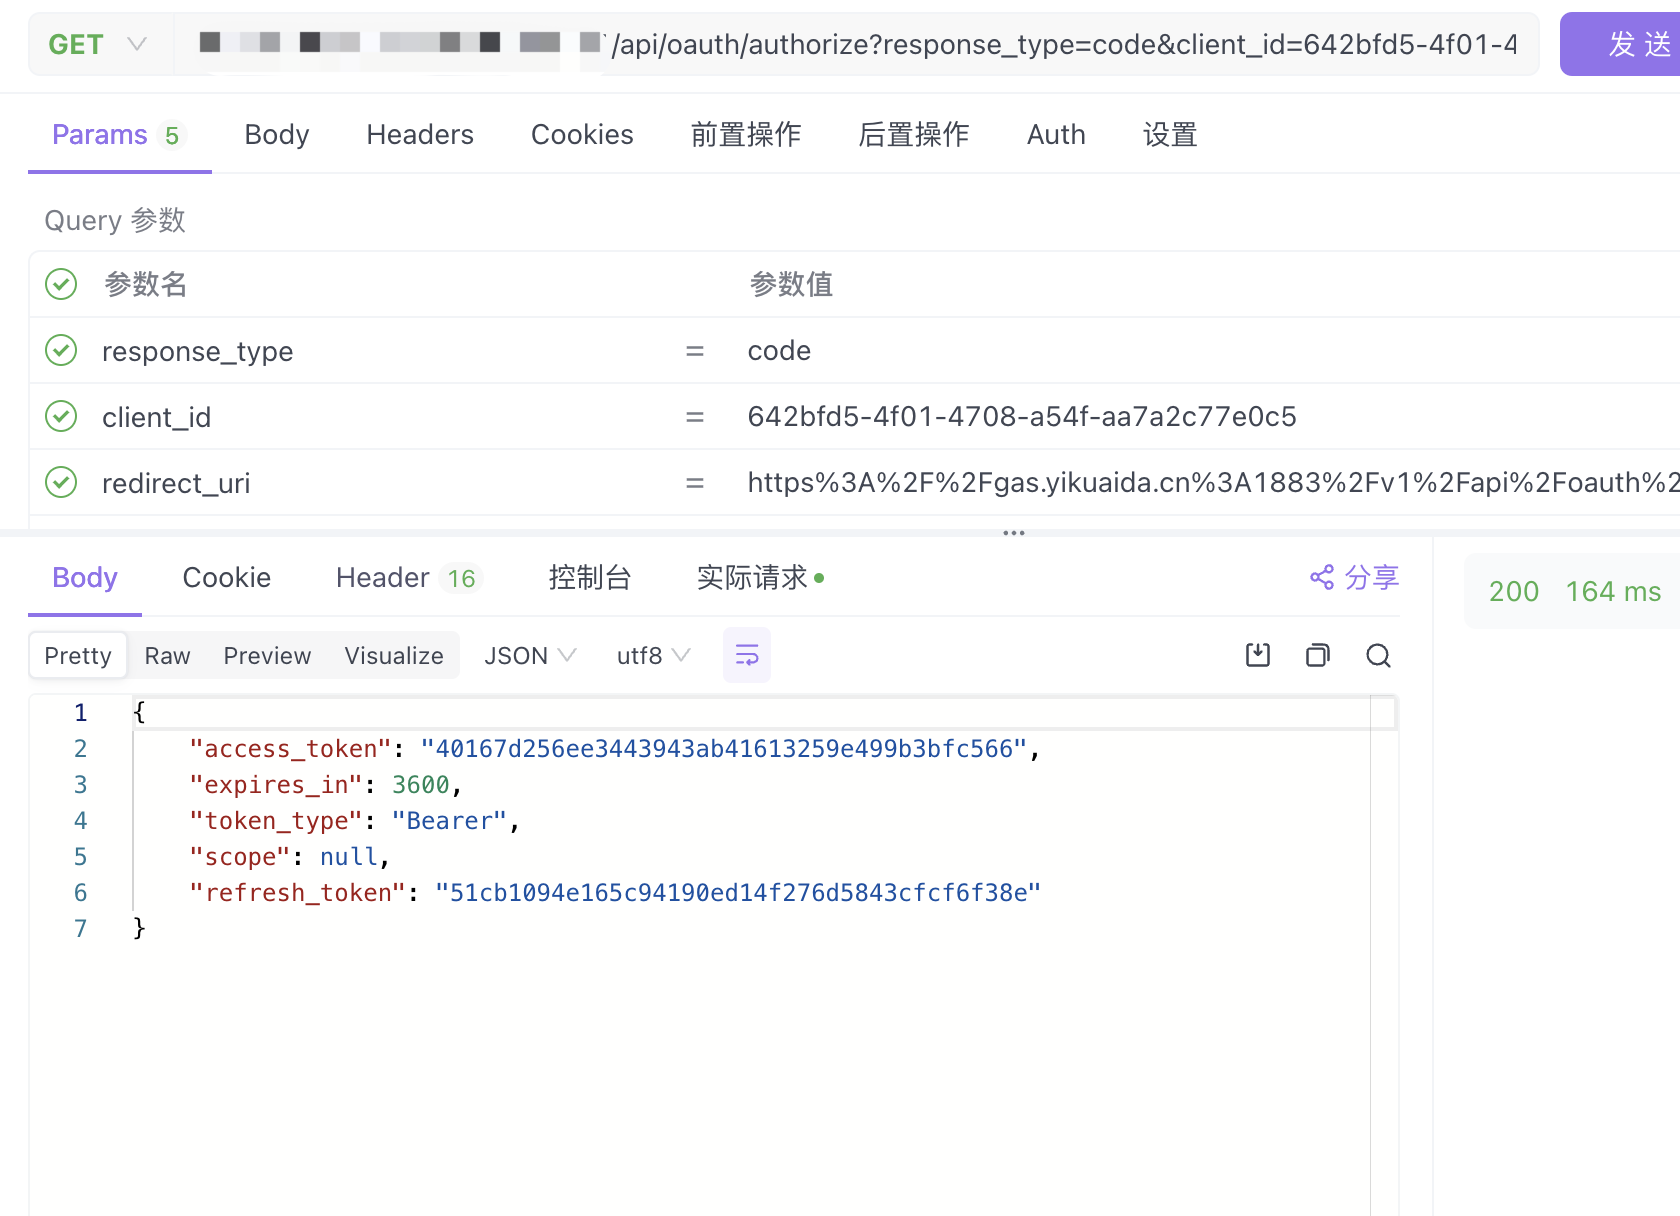 GET /api/oauth/authorize?response_type=code&client_id=642bfd5-4f01-4 发 送
Params 5 Body Headers Cookies 前置操作 后置操作 Auth 设置
Query 参数
参数名 参数值
response_type = code
client_id = 642bfd5-4f01-4708-a54f-aa7a2c77e0c5
redirect_uri = https%3A%2F%2Fgas.yikuaida.cn%3A1883%2Fv1%2Fapi%2Foauth%2
Body Cookie Header 16 控制台 实际请求 分享 200 164 ms
Pretty Raw Preview Visualize JSON utf8
1 {
2 "access_token": "40167d256ee3443943ab41613259e499b3bfc566",
3 "expires_in": 3600,
4 "token_type": "Bearer",
5 "scope": null,
6 "refresh_token": "51cb1094e165c94190ed14f276d5843cfcf6f38e"
7 }